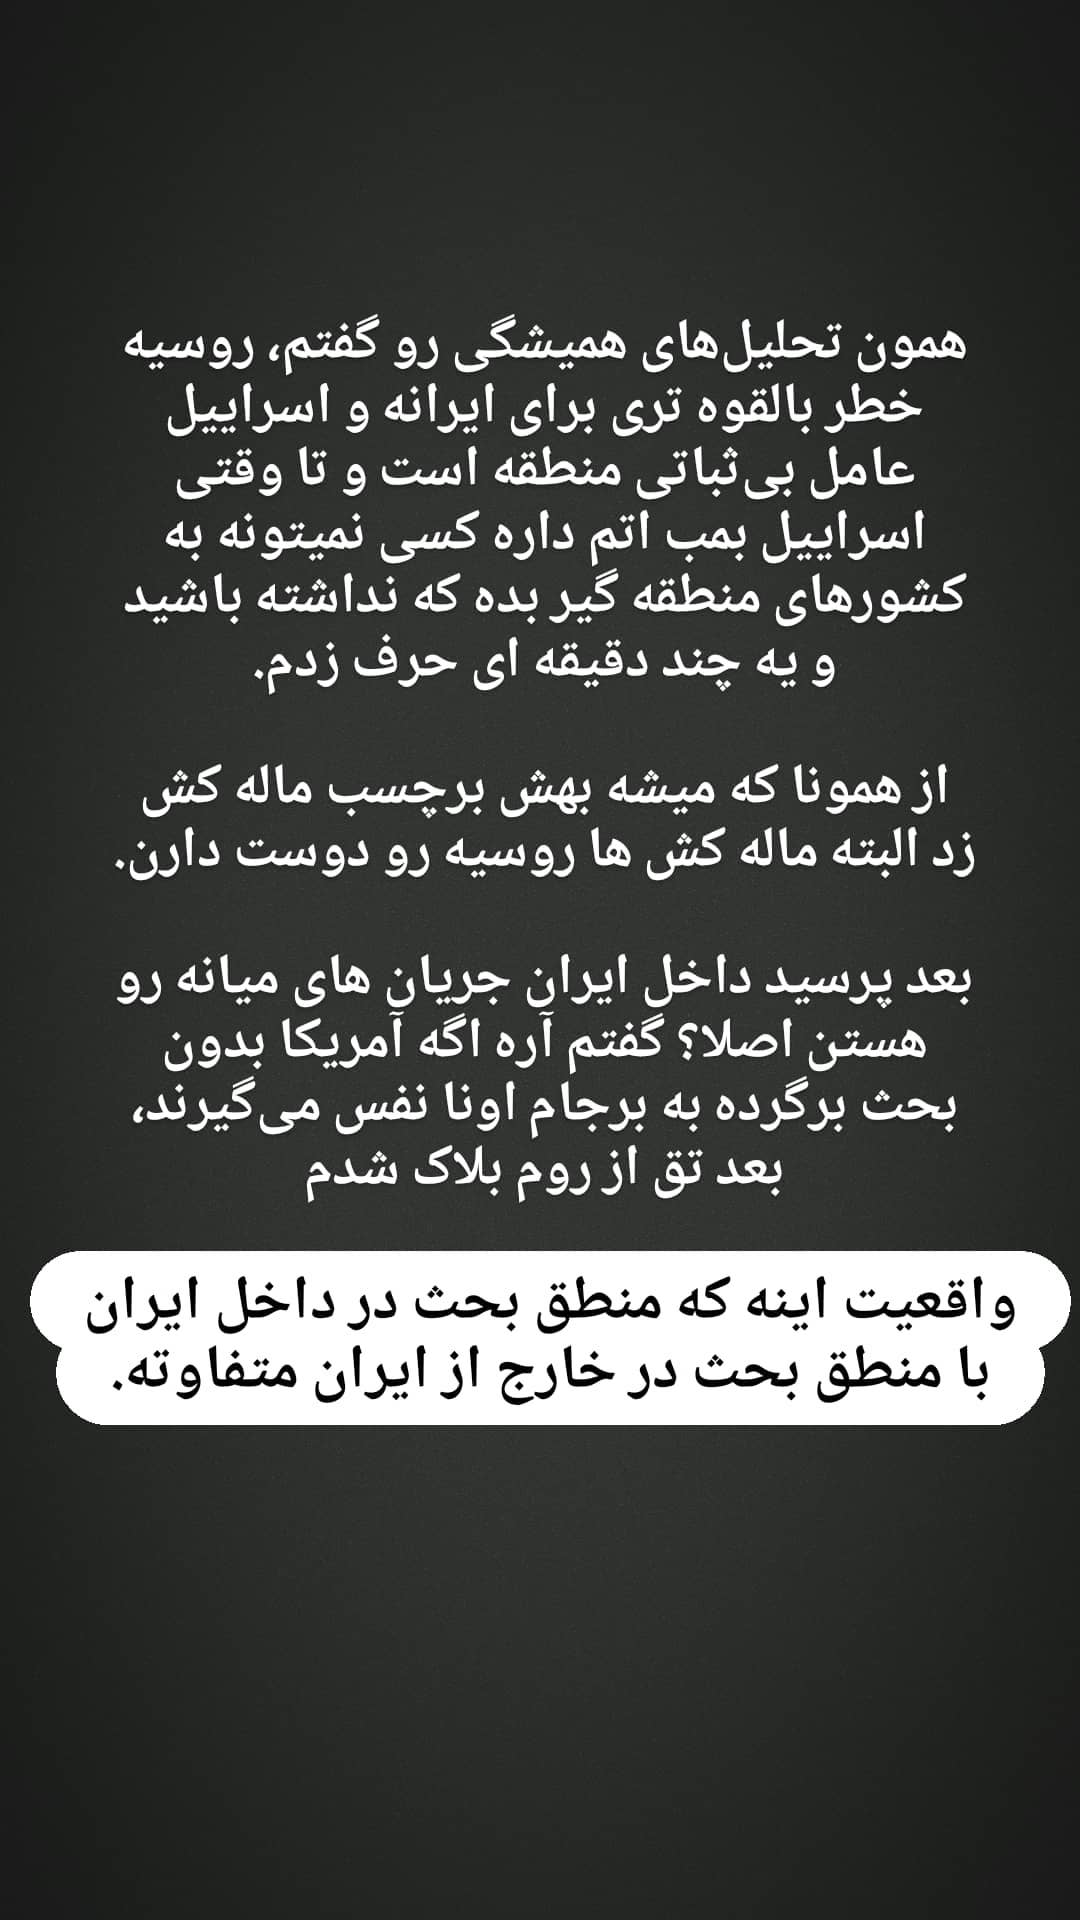 همون تحلیل‌های همیشگی رو گفتم، روسیه
خطر بالقوه تری برای ایرانه و اسراییل
عامل بی‌ثباتی منطقه است و تا وقتی
اسراییل بمب اتم داره کسی نمیتونه به
کشورهای منطقه گیر بده که نداشته باشید
و یه چند دقیقه ای حرف زدم.
از همونا که میشه بهش برچسب ماله کش
زد البته ماله کش ها روسیه رو دوست دارن.
بعد پرسید داخل ایران جریان های میانه رو
هستن اصلا؟ گفتم آره اگه آمریکا بدون
بحث برگرده به برجام اونا نفس می‌گیرند،
بعد تق از روم بلاک شدم
واقعیت اینه که منطق بحث در داخل ایران
با منطق بحث در خارج از ایران متفاوته.